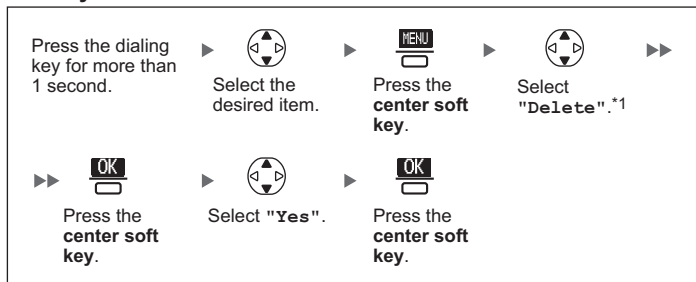 Press the dialing
key for more than
1 second.
Select the
desired item.
MENU
Press the
center soft
key.
Select
"Delete".*1
OK
Press the
center soft
key.
Select "Yes".
OK
Press the
center soft
key.